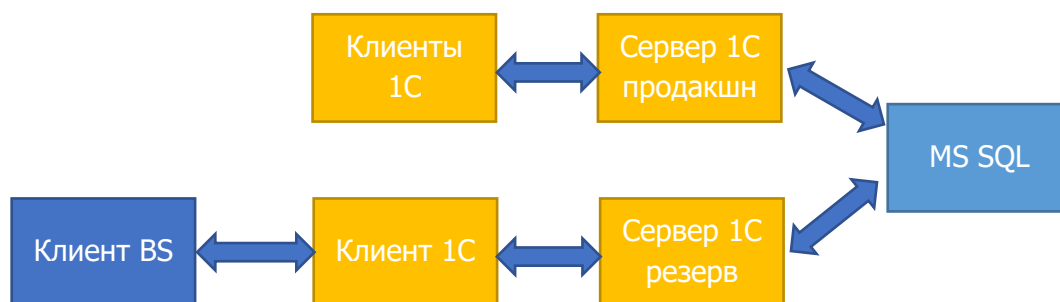 Клиенты
1С
Сервер 1С
продакшн
MS SQL
Клиент BS
Клиент 1С
Сервер 1С
резерв